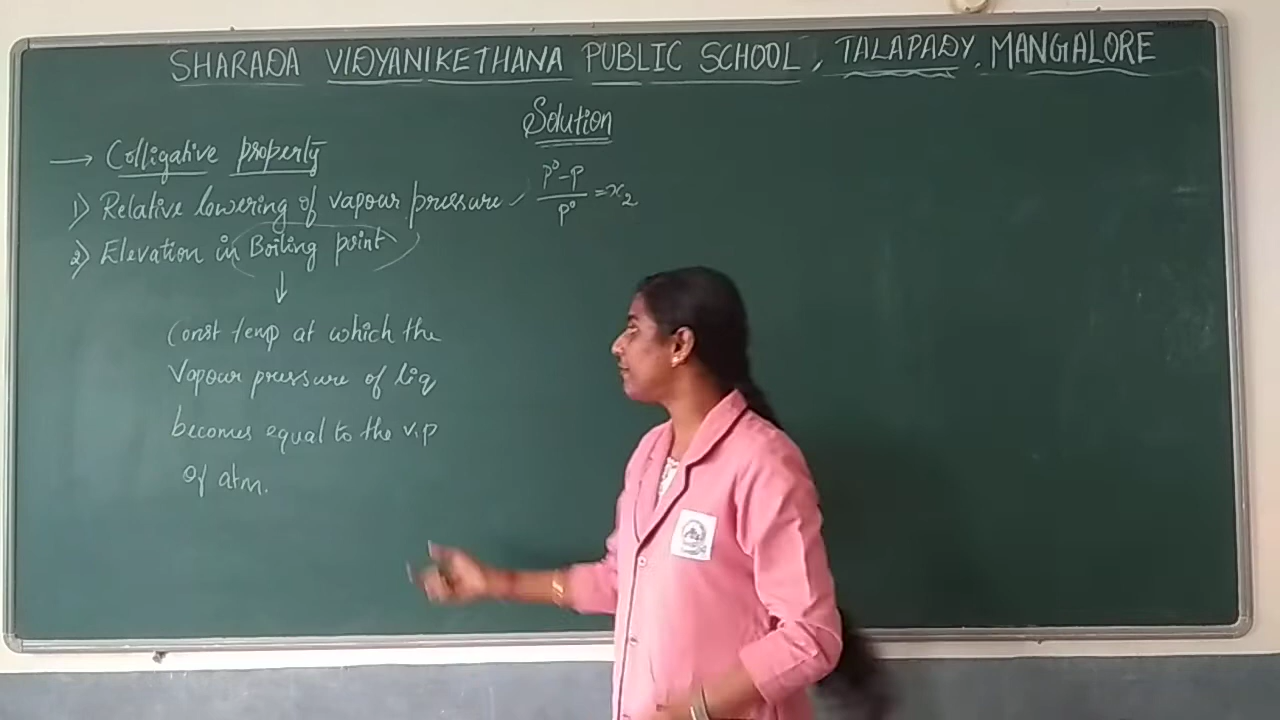 SHARADA VIDYANIKETHANA PUBLIC SCHOOL, TALAPADY, MANGALORE
Solution
→ Colligative property
1) Relative lowering of vapour pressure P°-P / P° = x₂
2) Elevation in Boiling point
↓
Const temp at which the
Vapour pressure of liq
becomes equal to the v.p
of atm.